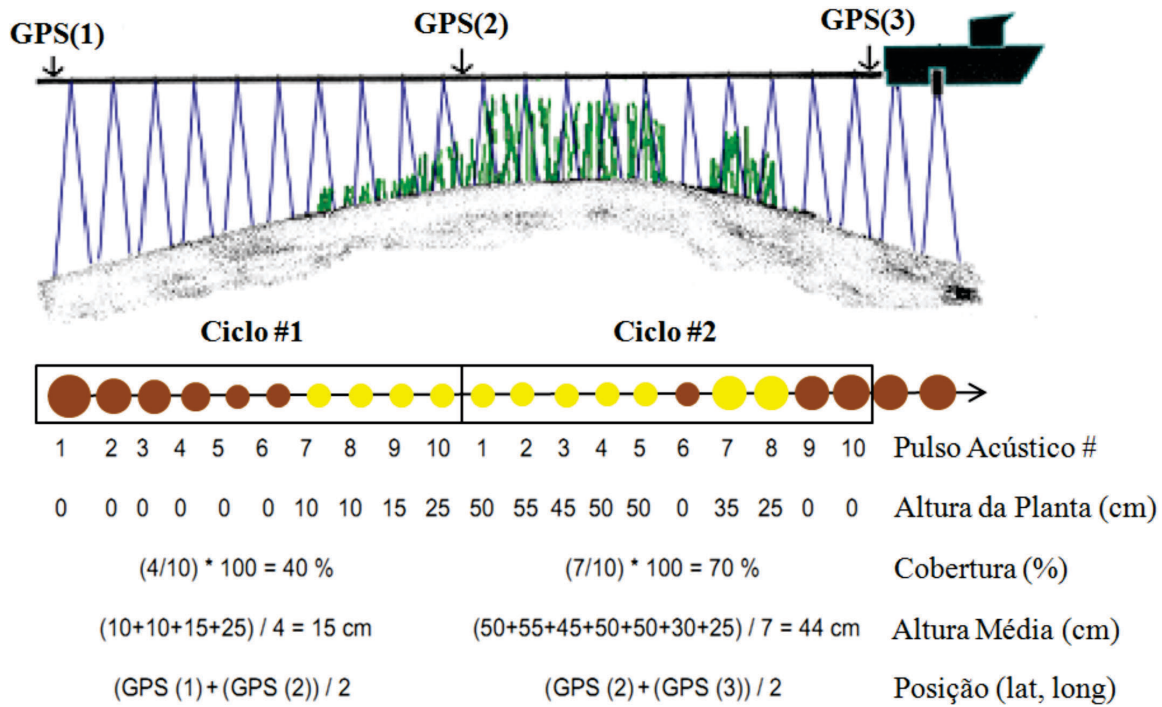 GPS(1) GPS(2) GPS(3)
Ciclo #1 Ciclo #2
1 2 3 4 5 6 7 8 9 10 1 2 3 4 5 6 7 8 9 10 Pulso Acústico #
0 0 0 0 0 0 10 10 15 25 50 55 45 50 50 0 35 25 0 0 Altura da Planta (cm)
(4/10) * 100 = 40 % (7/10) * 100 = 70 % Cobertura (%)
(10+10+15+25) / 4 = 15 cm (50+55+45+50+50+30+25) / 7 = 44 cm Altura Média (cm)
(GPS (1) + (GPS (2)) / 2 (GPS (2) + (GPS (3)) / 2 Posição (lat, long)